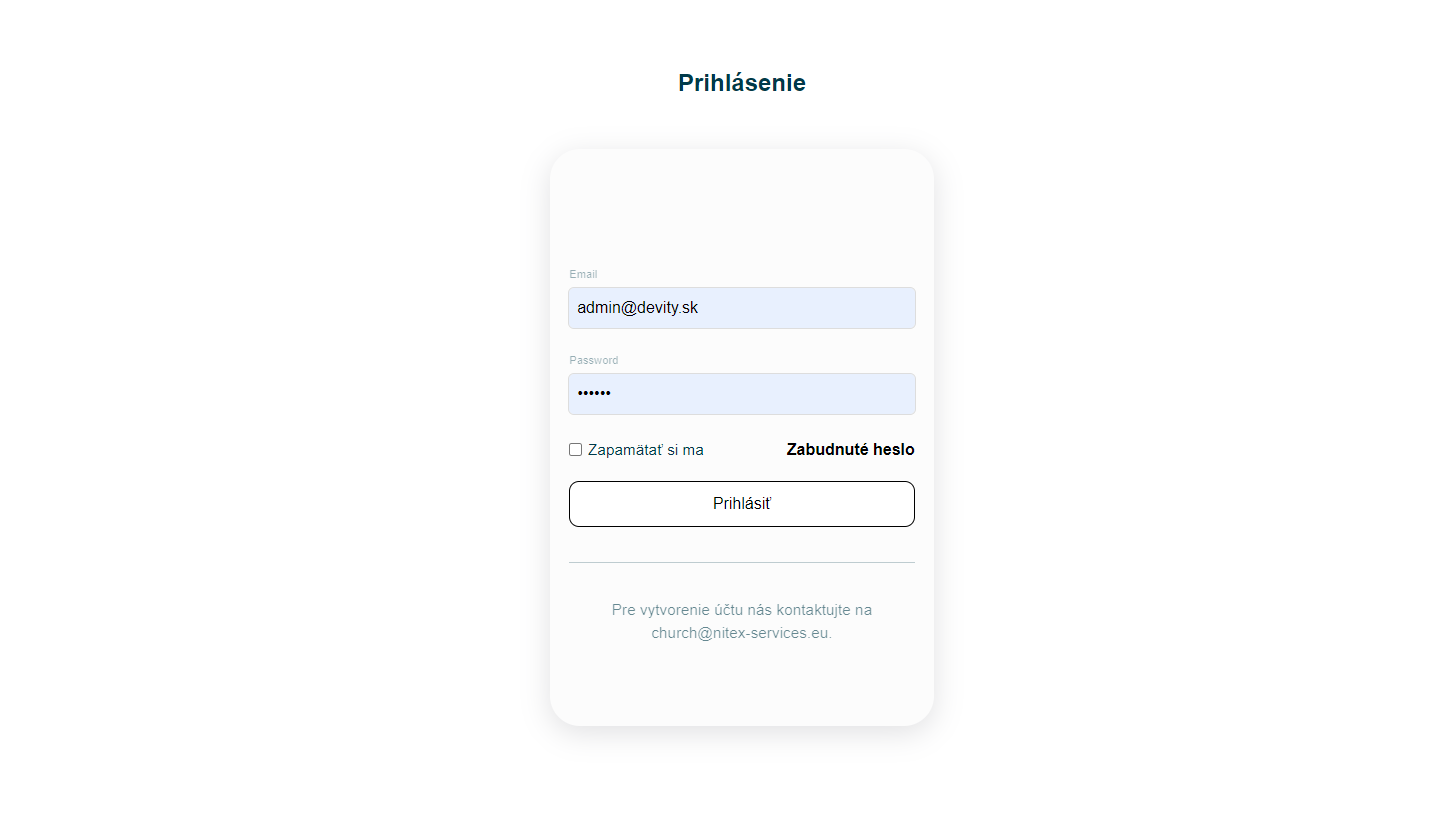 Prihlásenie
Email
admin@devity.sk
Password
••••••
Zapamätať si ma
Zabudnuté heslo
Prihlásiť
Pre vytvorenie účtu nás kontaktujte na
church@nitex-services.eu.